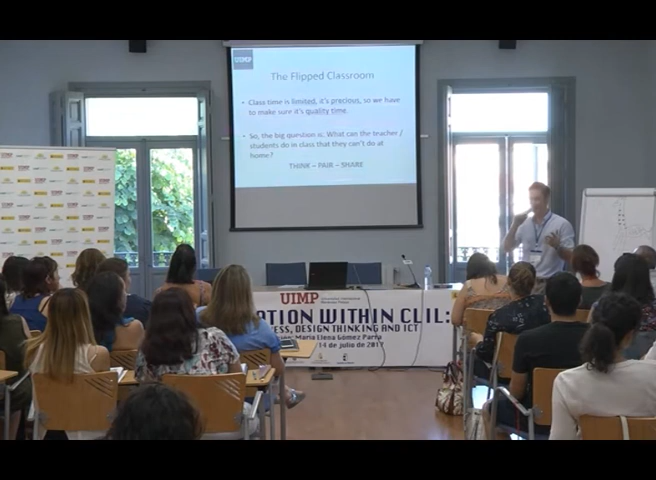 The Flipped Classroom
• Class time is limited, it's precious, so we have
to make sure it's quality time.
• So, the big question is: What can the teacher /
students do in class that they can't do at
home?
THINK – PAIR – SHARE
UIMP
ATION WITHIN CLIL:
ESS, DESIGN THINKING AND ICT
María Elena Gómez Parra
14 de julio de 2017